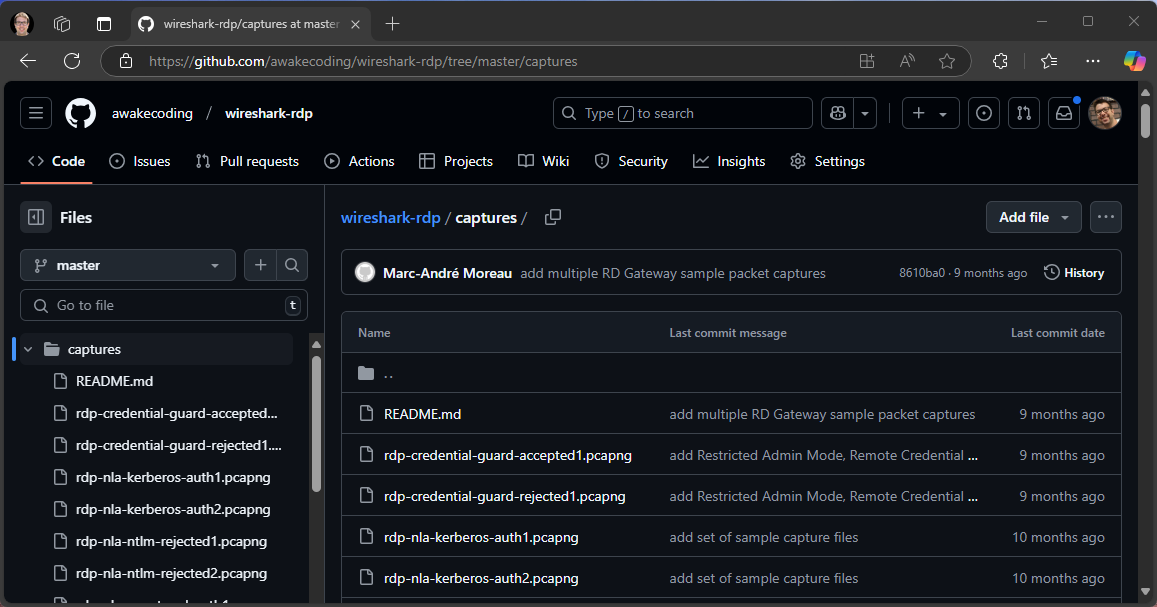 wireshark-rdp/captures at master
https://github.com/awakecoding/wireshark-rdp/tree/master/captures
awakecoding / wireshark-rdp
Type / to search
Code Issues Pull requests Actions Projects Wiki Security Insights Settings
Files
master
Go to file t
captures
README.md
rdp-credential-guard-accepted...
rdp-credential-guard-rejected1....
rdp-nla-kerberos-auth1.pcapng
rdp-nla-kerberos-auth2.pcapng
rdp-nla-ntlm-rejected1.pcapng
rdp-nla-ntlm-rejected2.pcapng
wireshark-rdp / captures /
Add file
Marc-André Moreau add multiple RD Gateway sample packet captures 8610ba0 · 9 months ago History
Name Last commit message Last commit date
..
README.md add multiple RD Gateway sample packet captures 9 months ago
rdp-credential-guard-accepted1.pcapng add Restricted Admin Mode, Remote Credential ... 9 months ago
rdp-credential-guard-rejected1.pcapng add Restricted Admin Mode, Remote Credential ... 9 months ago
rdp-nla-kerberos-auth1.pcapng add set of sample capture files 10 months ago
rdp-nla-kerberos-auth2.pcapng add set of sample capture files 10 months ago